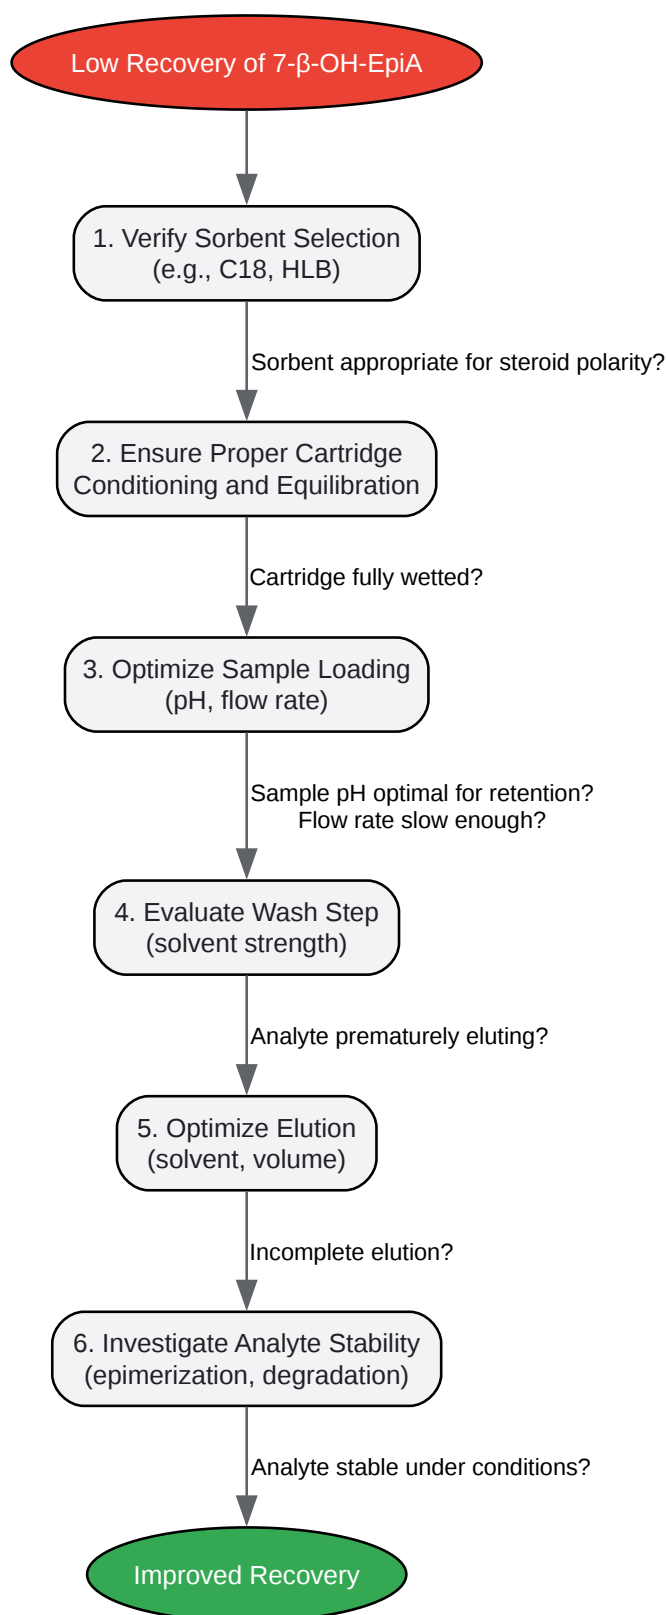 Low Recovery of 7-β-OH-EpiA
1. Verify Sorbent Selection
(e.g., C18, HLB)
Sorbent appropriate for steroid polarity?
2. Ensure Proper Cartridge
Conditioning and Equilibration
Cartridge fully wetted?
3. Optimize Sample Loading
(pH, flow rate)
Sample pH optimal for retention?
Flow rate slow enough?
4. Evaluate Wash Step
(solvent strength)
Analyte prematurely eluting?
5. Optimize Elution
(solvent, volume)
Incomplete elution?
6. Investigate Analyte Stability
(epimerization, degradation)
Analyte stable under conditions?
Improved Recovery